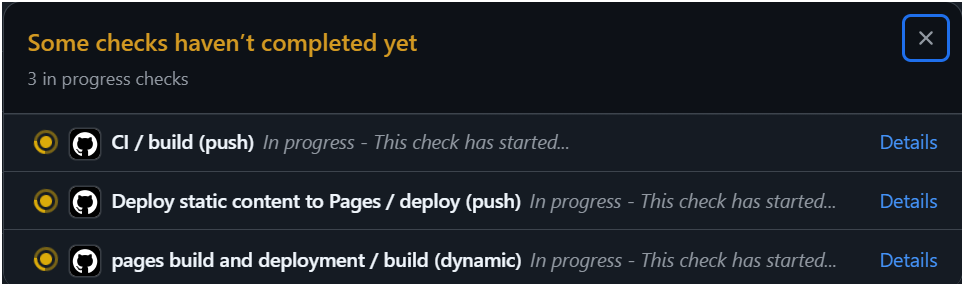 Some checks haven’t completed yet
3 in progress checks
CI / build (push) In progress - This check has started... Details
Deploy static content to Pages / deploy (push) In progress - This check has started... Details
pages build and deployment / build (dynamic) In progress - This check has started... Details